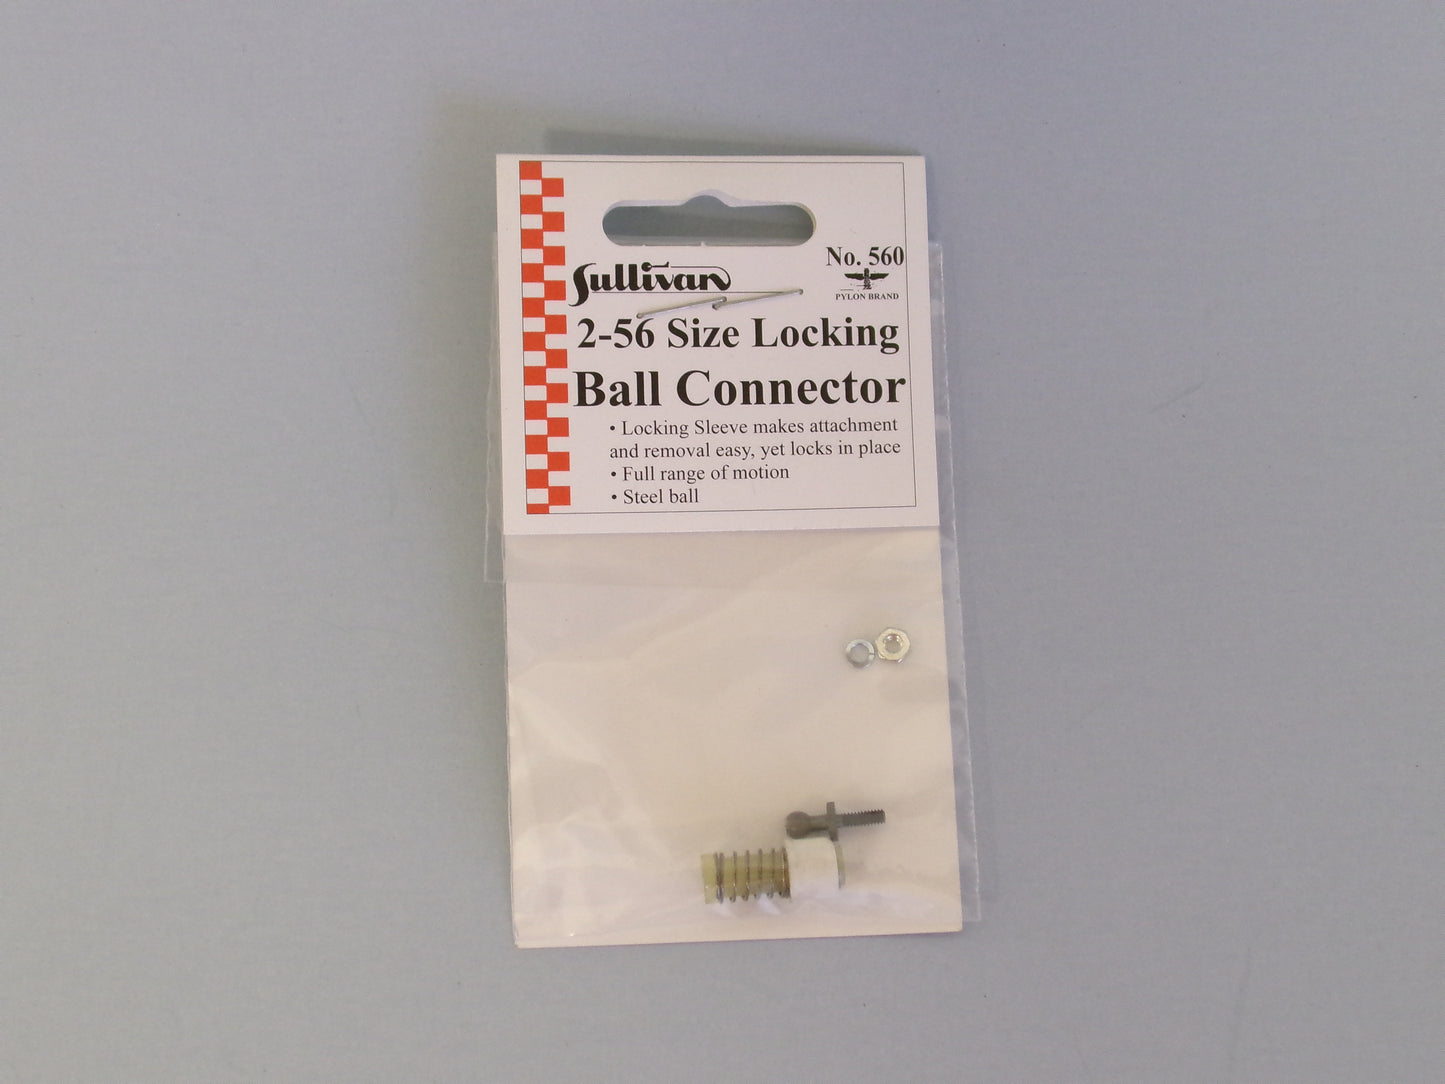 Sullivan
No. 560
PYLON BRAND
2-56 Size Locking
Ball Connector
• Locking Sleeve makes attachment
and removal easy, yet locks in place
• Full range of motion
• Steel ball